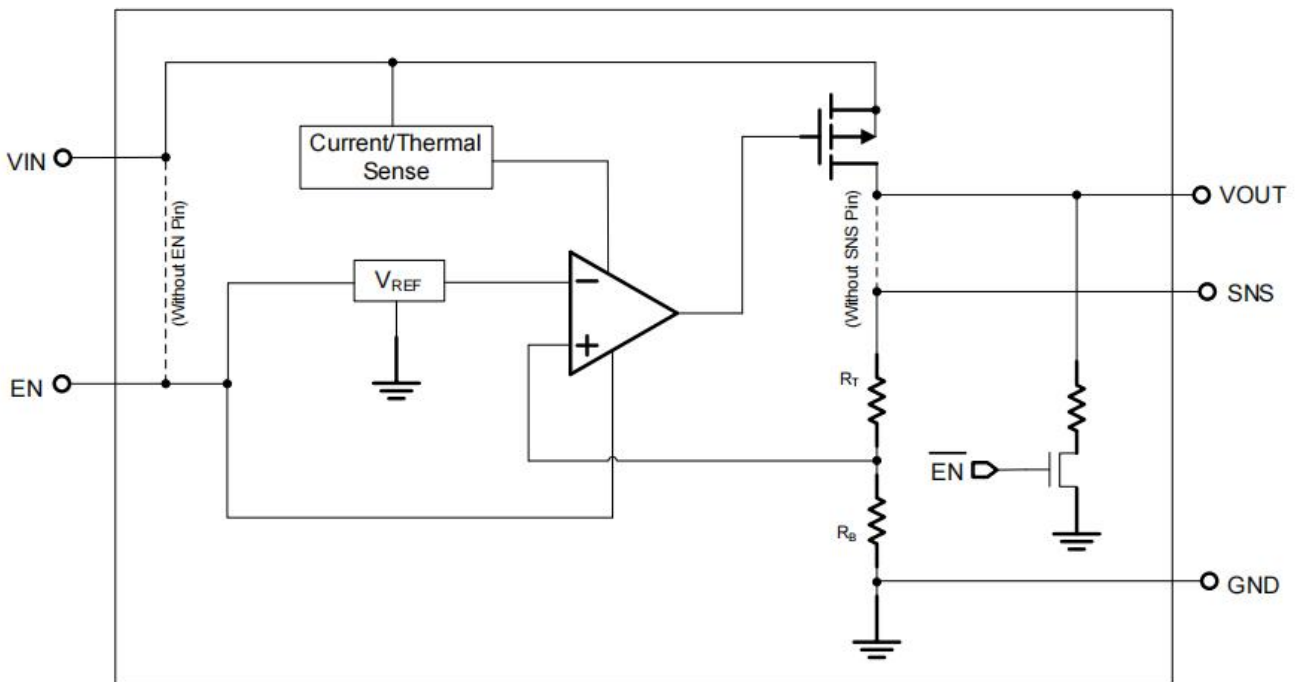 Current/Thermal
Sense
VIN
(Without EN Pin)
VOUT
(Without SNS Pin)
VREF
−
SNS
+
EN
RT
EN
RB
GND